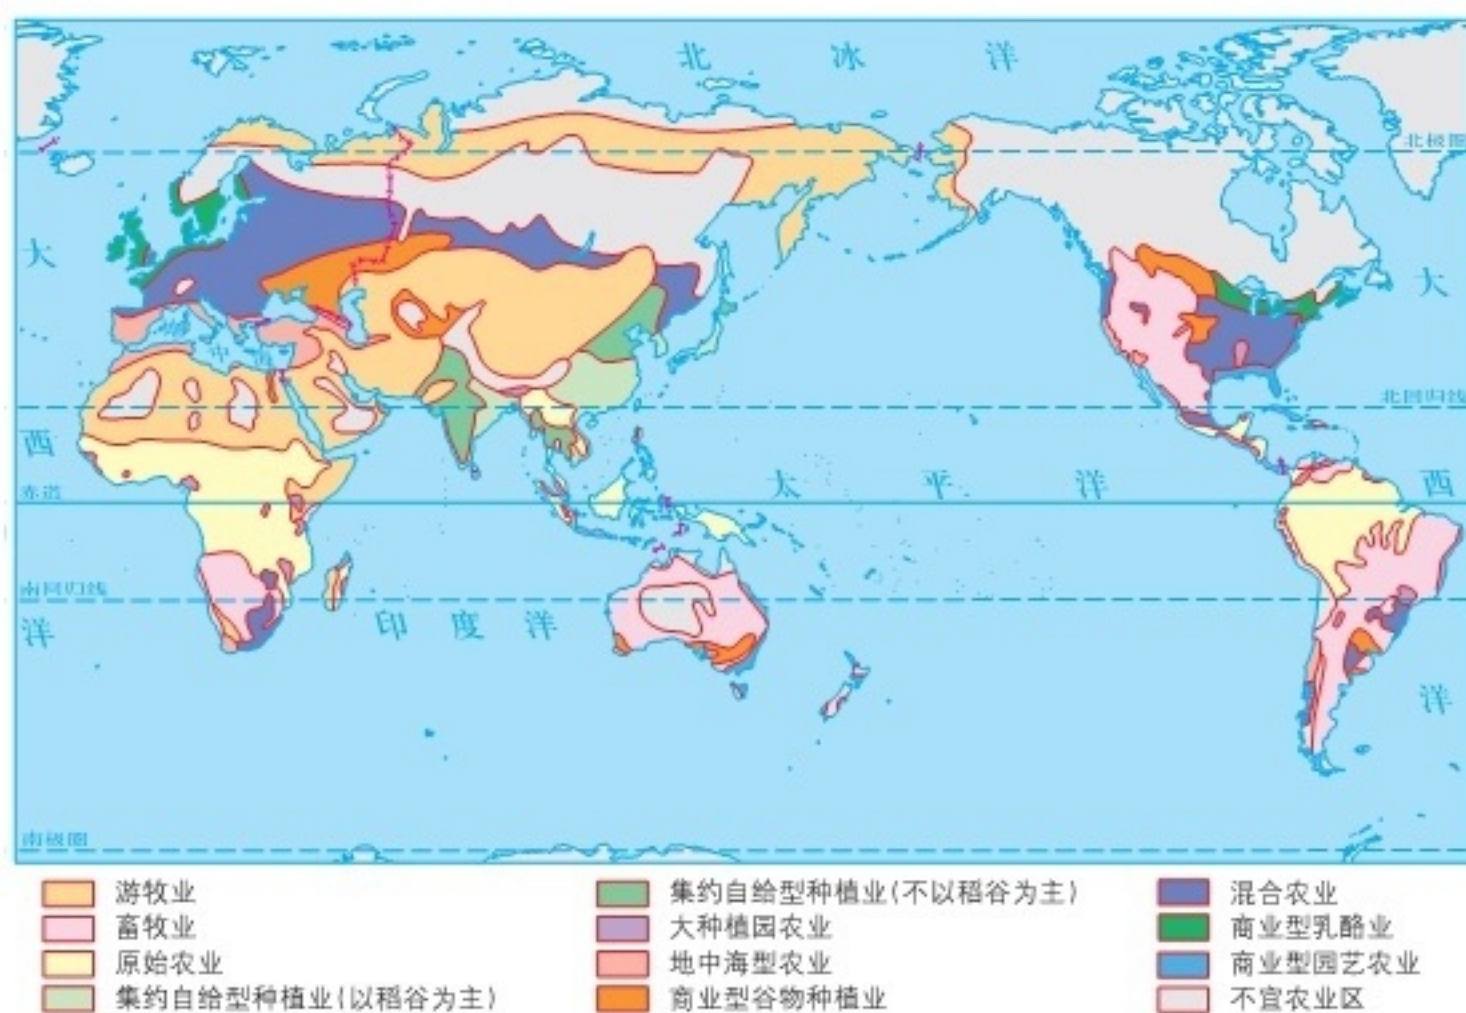 北 冰 洋
北极圈
大
大
中 海
北回归线
西
太 平 洋
西
赤道
南回归线
印 度 洋
洋
洋
南极圈
游牧业
集约自给型种植业(不以稻谷为主)
混合农业
畜牧业
大种植园农业
商业型乳酪业
原始农业
地中海型农业
商业型园艺农业
集约自给型种植业(以稻谷为主)
商业型谷物种植业
不宜农业区